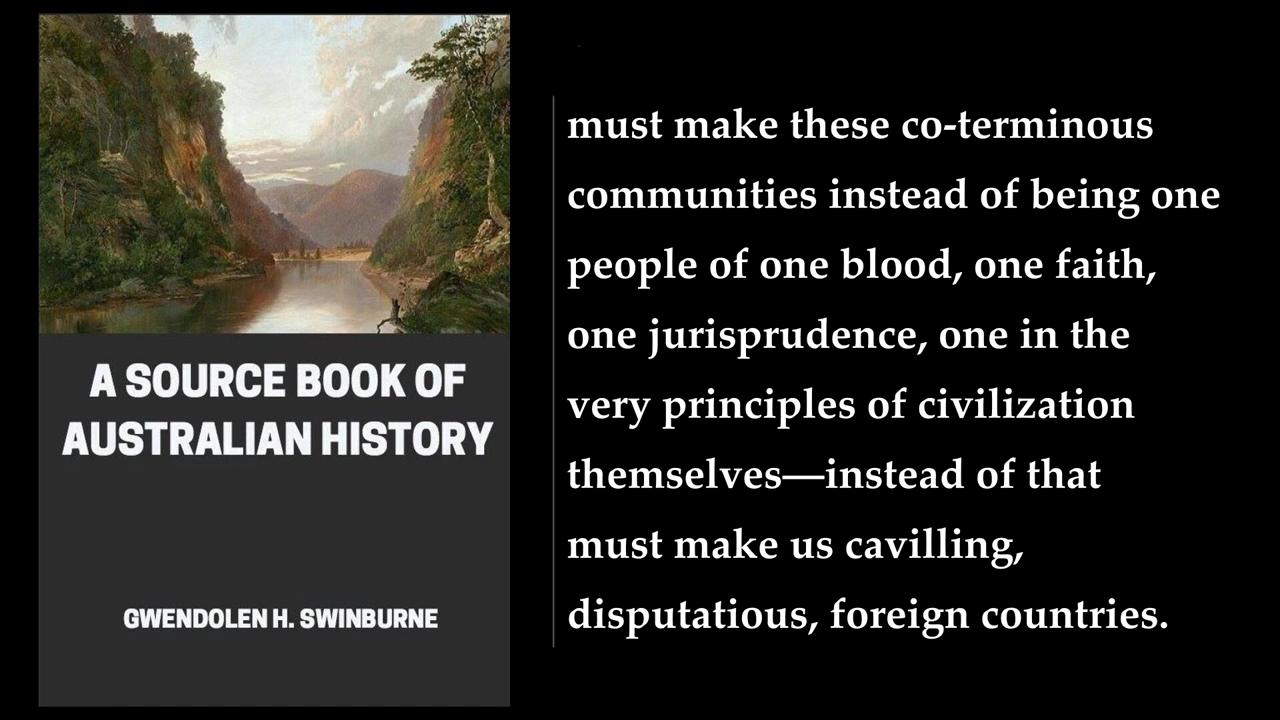 A SOURCE BOOK OF
AUSTRALIAN HISTORY
GWENDOLEN H. SWINBURNE
must make these co-terminous
communities instead of being one
people of one blood, one faith,
one jurisprudence, one in the
very principles of civilization
themselves—instead of that
must make us cavilling,
disputatious, foreign countries.